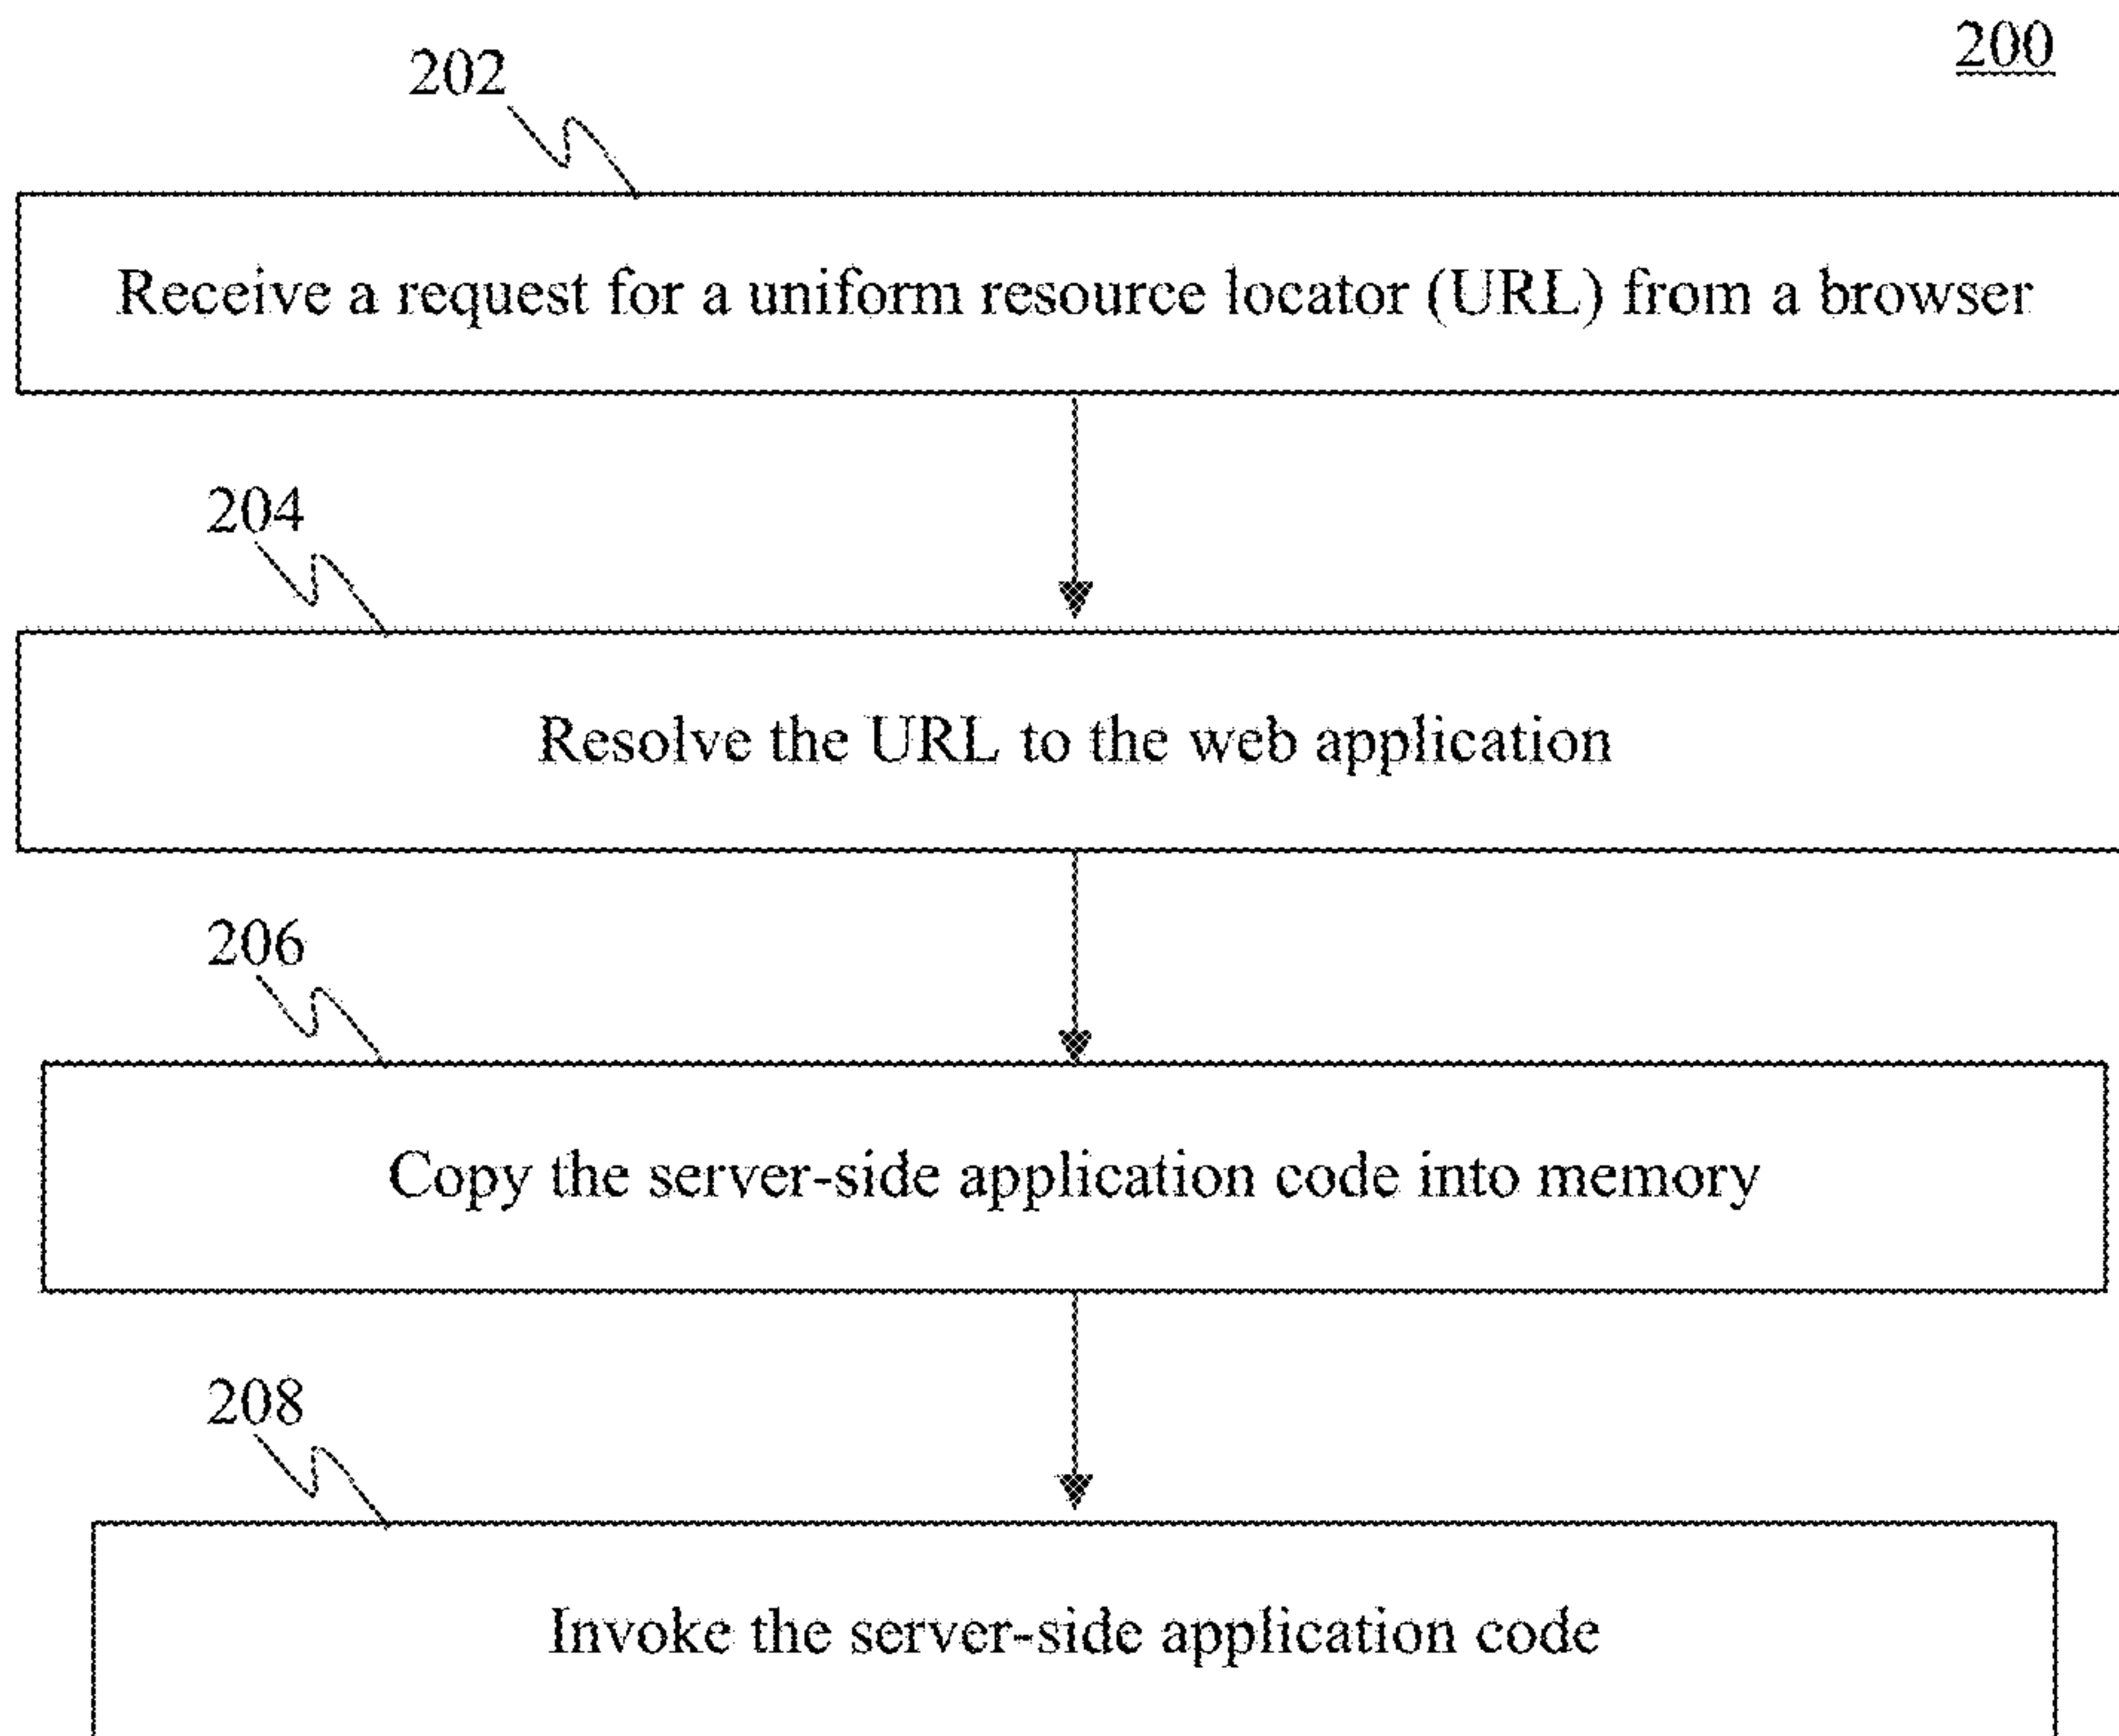 200
202
Receive a request for a uniform resource locator (URL) from a browser
204
Resolve the URL to the web application
206
Copy the server-side application code into memory
208
Invoke the server-side application code